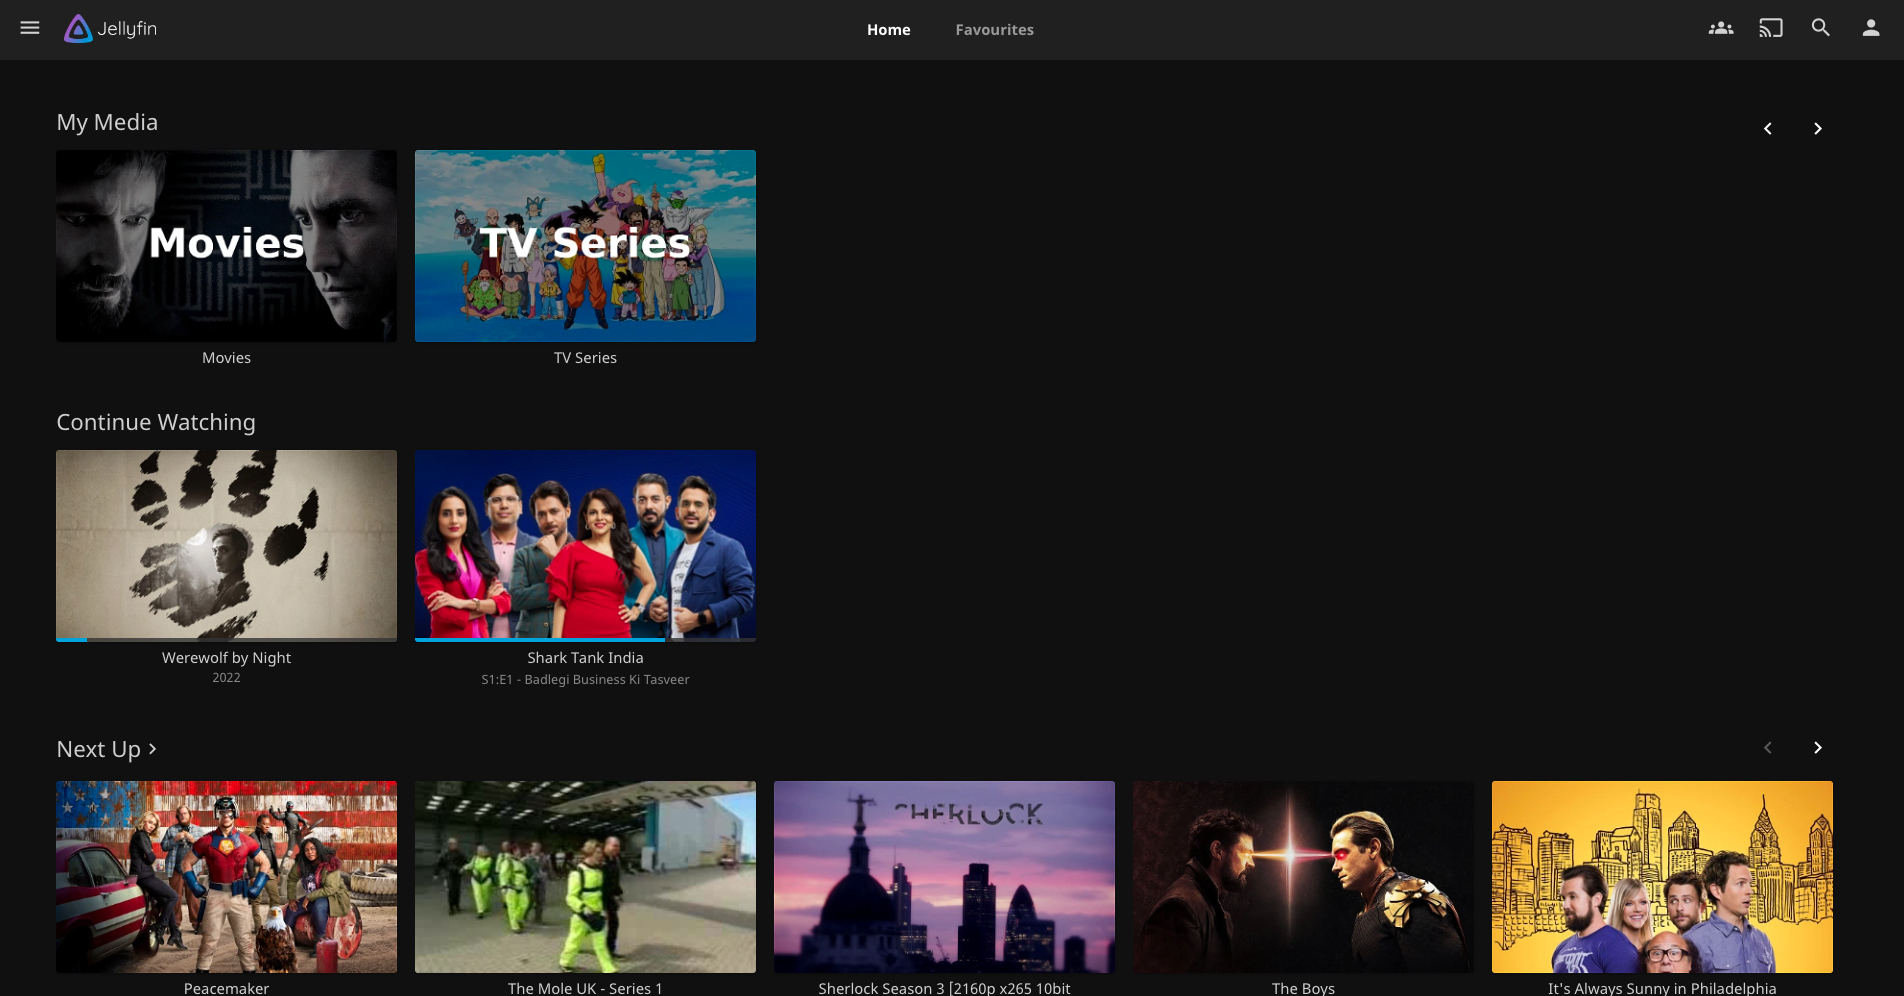 Jellyfin
Home
Favourites
My Media
Movies
TV Series
Movies
TV Series
Continue Watching
Werewolf by Night
2022
Shark Tank India
S1:E1 - Badlegi Business Ki Tasveer
Next Up
SHERLOCK
Peacemaker
The Mole UK - Series 1
Sherlock Season 3 [2160p x265 10bit
The Boys
It's Always Sunny in Philadelphia